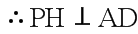 ∴ PH ⊥ AD